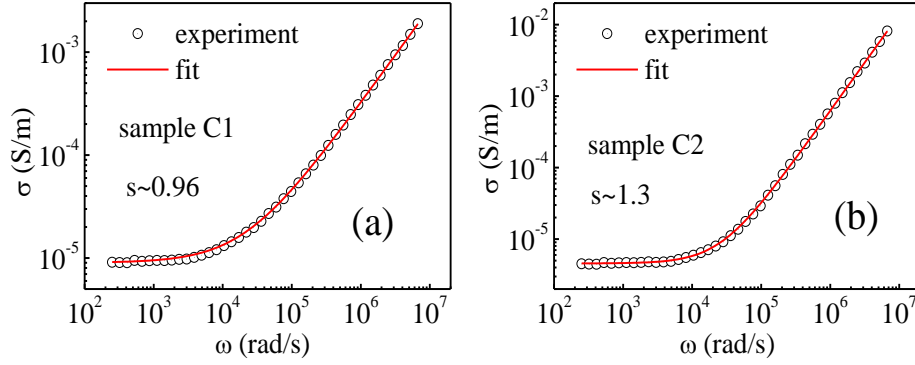 10⁻³
10⁻⁴
10⁻⁵
σ (S/m)
experiment
fit
sample C1
s~0.96
(a)
10² 10³ 10⁴ 10⁵ 10⁶ 10⁷
ω (rad/s)
10⁻²
10⁻³
10⁻⁴
10⁻⁵
σ (S/m)
experiment
fit
sample C2
s~1.3
(b)
10² 10³ 10⁴ 10⁵ 10⁶ 10⁷
ω (rad/s)